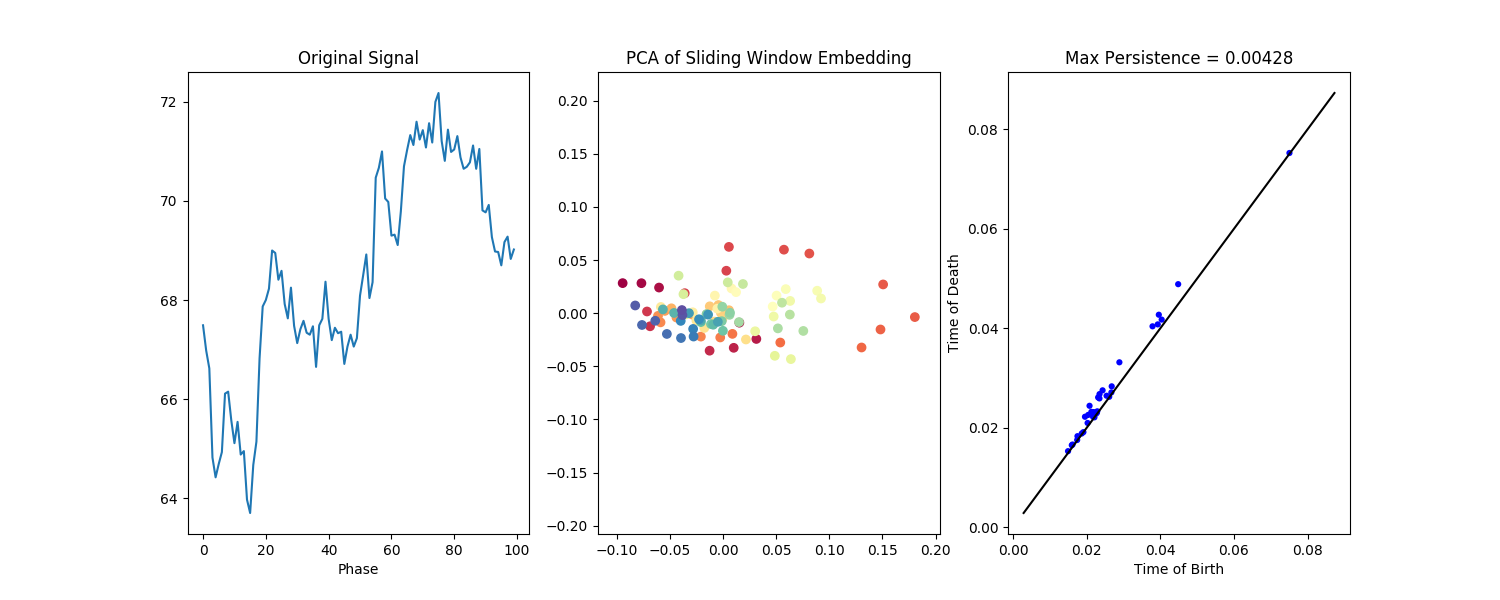 Original Signal
72
70
68
66
64
0 20 40 60 80 100
Phase
PCA of Sliding Window Embedding
0.20
0.15
0.10
0.05
0.00
−0.05
−0.10
−0.15
−0.20
−0.10 −0.05 0.00 0.05 0.10 0.15 0.20
Max Persistence = 0.00428
Time of Death
0.08
0.06
0.04
0.02
0.00
0.00 0.02 0.04 0.06 0.08
Time of Birth